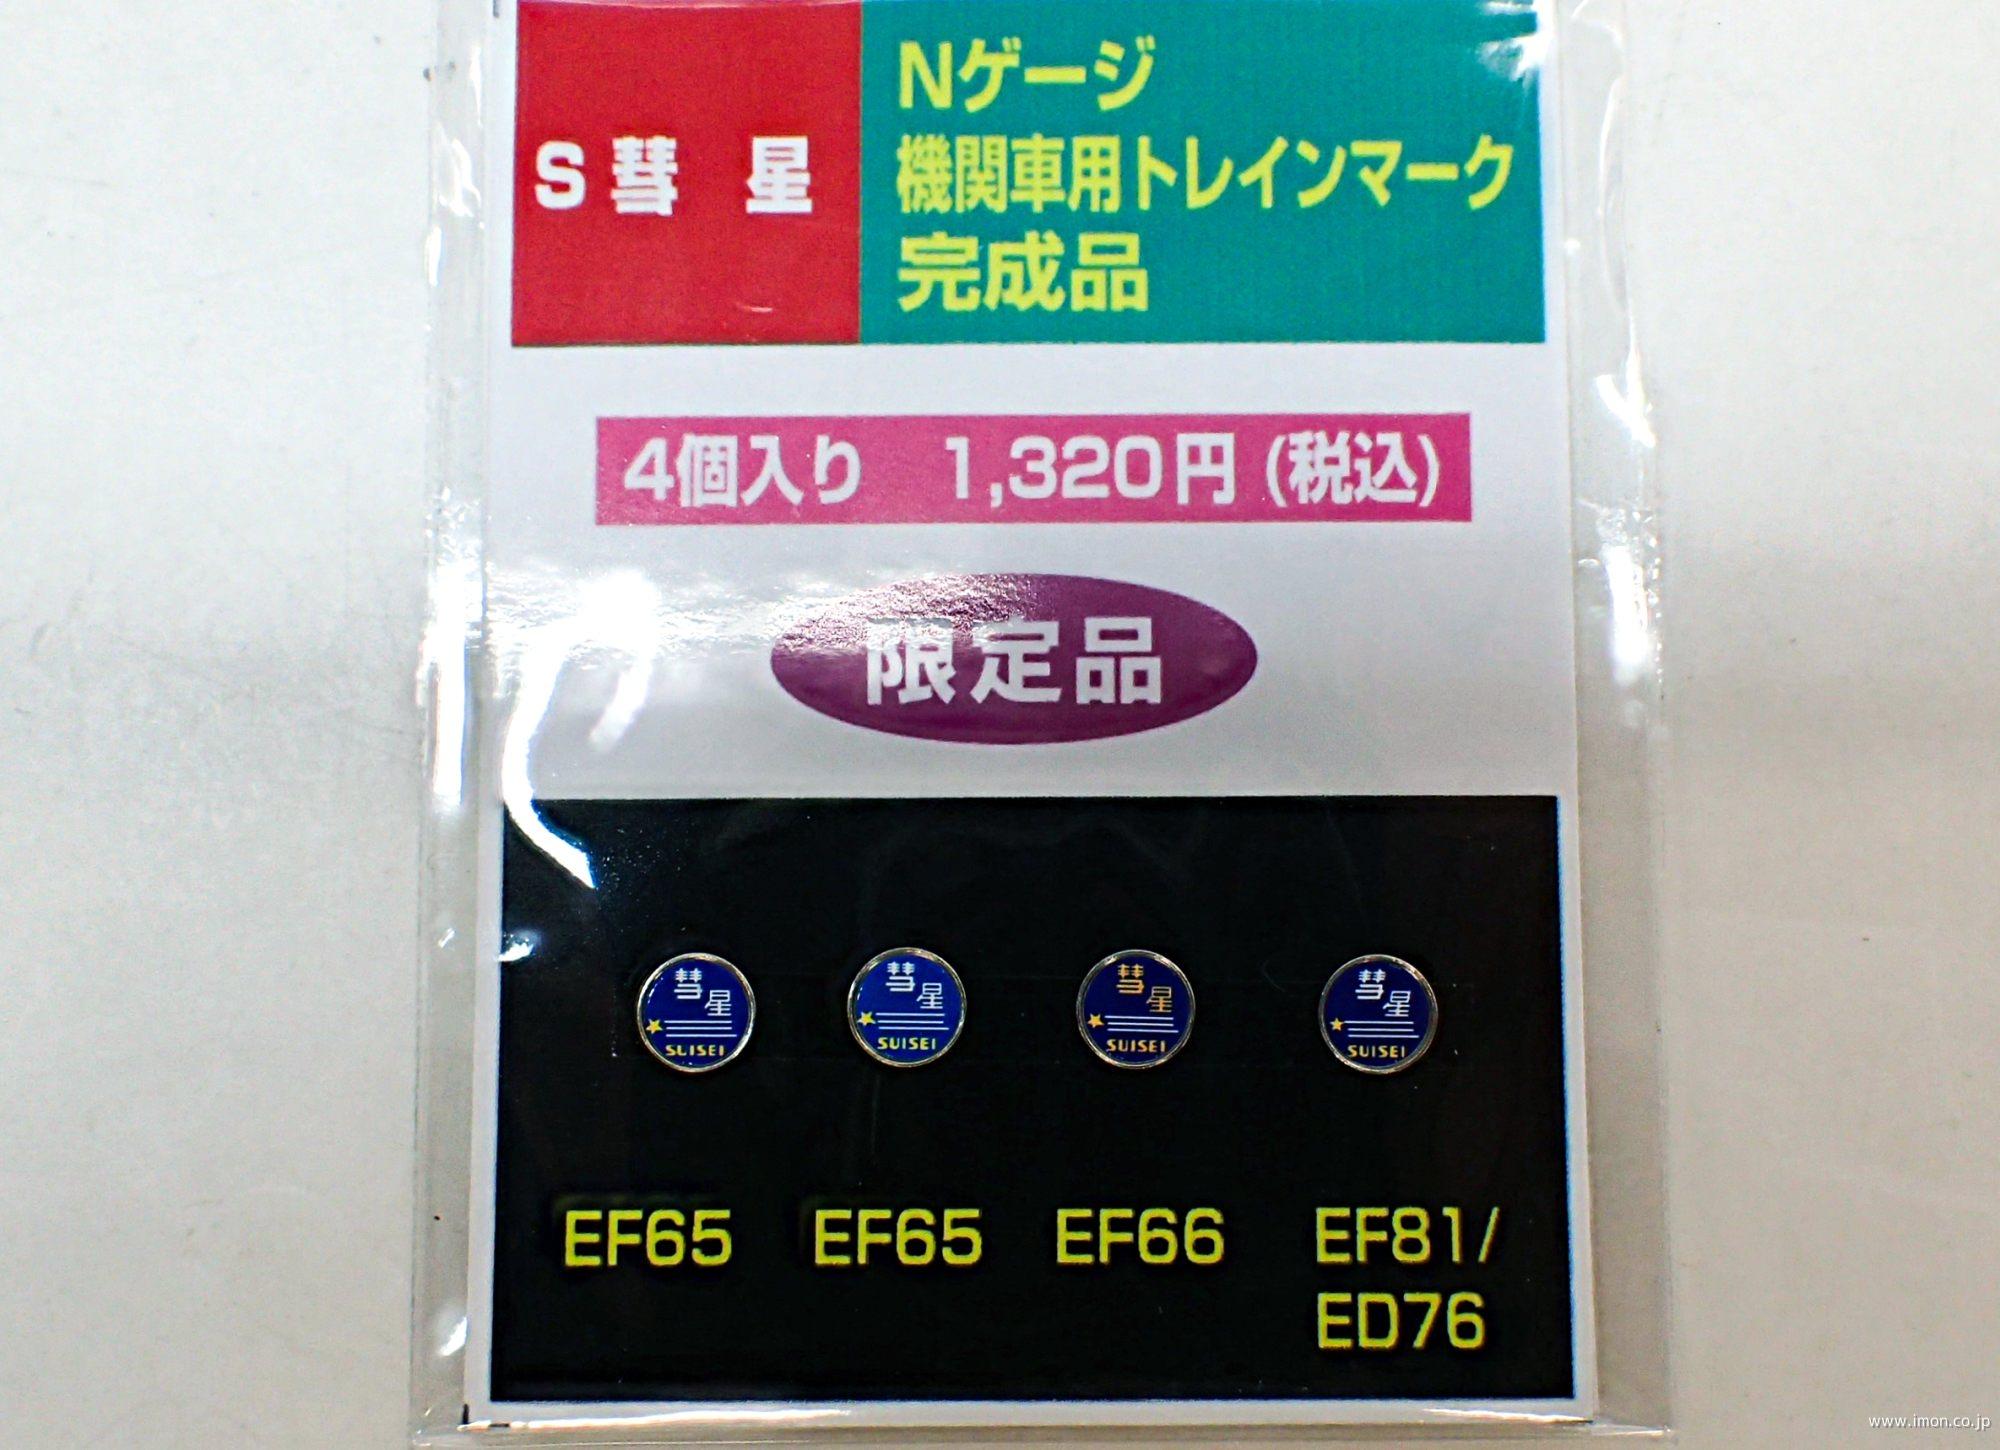 S 彗 星
Nゲージ
機関車用トレインマーク
完成品
4個入り 1,320円 (税込)
限定品
彗星
SUISEI
彗星
SUISEI
彗星
SUISEI
彗星
SUISEI
EF65 EF65 EF66 EF81/
ED76
www.imon.co.jp